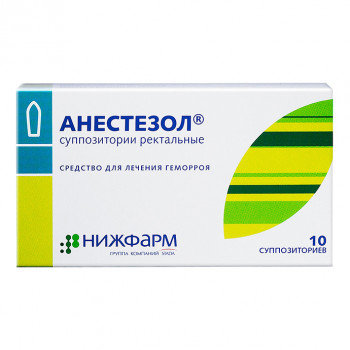 АНЕСТЕЗОЛ®
суппозитории ректальные
СРЕДСТВО ДЛЯ ЛЕЧЕНИЯ ГЕМОРРОЯ
НИЖФАРМ
ГРУППА КОМПАНИЙ STADA
10
СУППОЗИТОРИЕВ